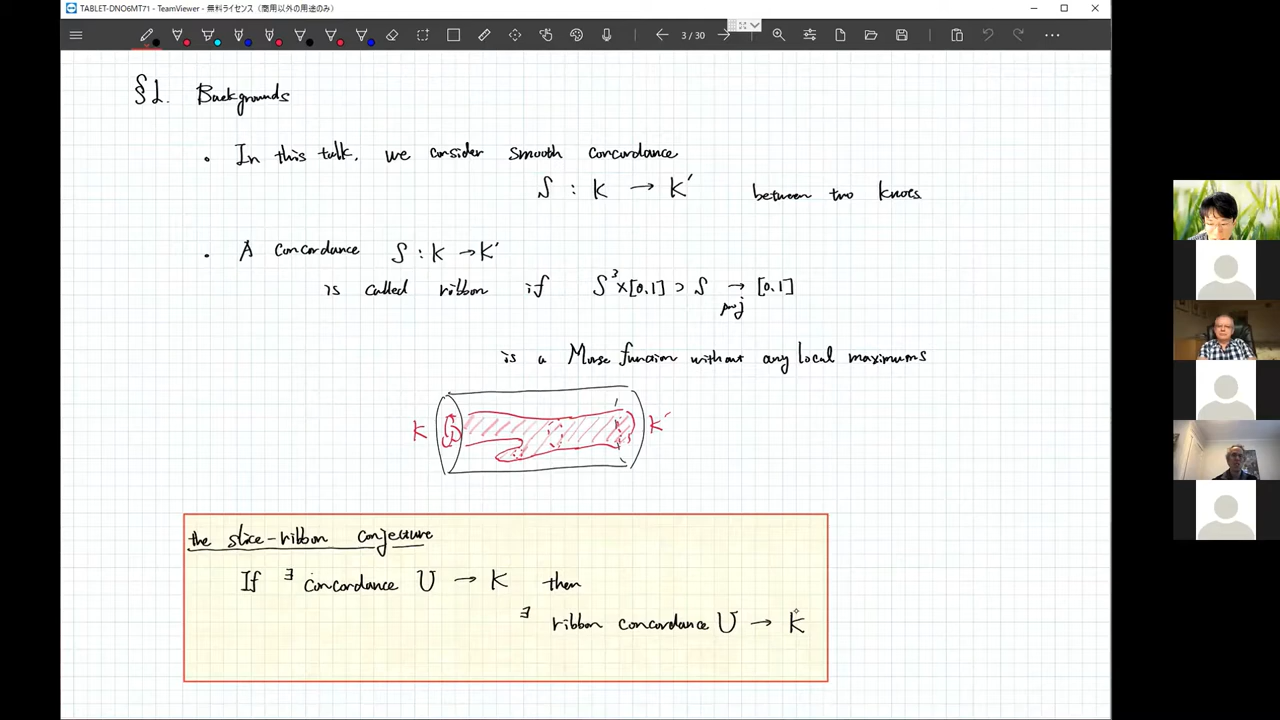 TABLET-DNO6MT71 - TeamViewer - 無料ライセンス (商用以外の用途のみ)
3 / 30
§1. Backgrounds
• In this talk, we consider smooth concordance
S : K → K′ between two knots
• A concordance S : K → K′
is called ribbon if S³×[0,1] ⊃ S → [0,1]
proj
is a Morse function without any local maximums
K K′
the slice-ribbon conjecture
If ∃ concordance U → K then
∃ ribbon concordance U → K